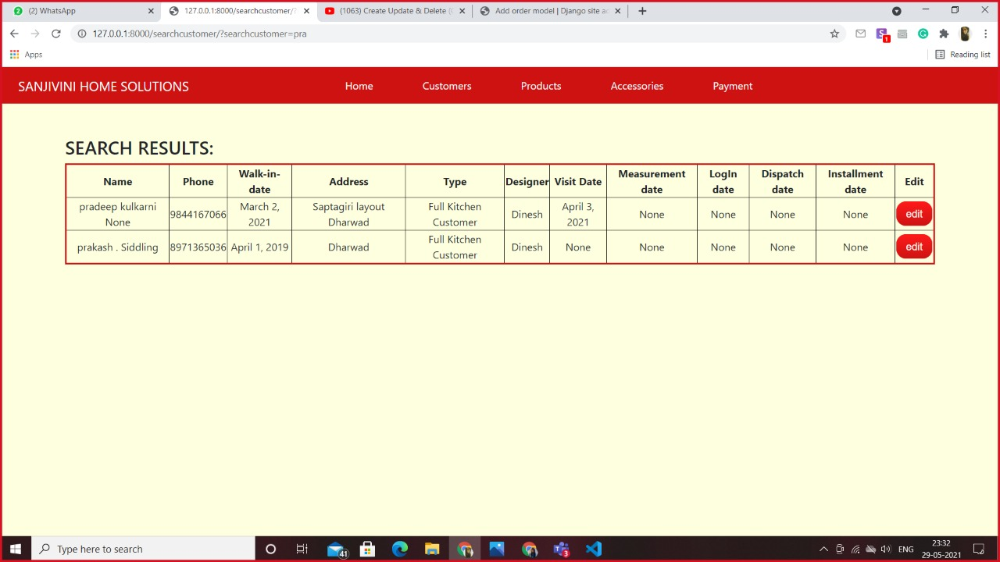 (2) WhatsApp
127.0.0.1:8000/searchcustomer/?
(1063) Create Update & Delete (
Add order model | Django site ad
127.0.0.1:8000/searchcustomer/?searchcustomer=pra
1
Apps
Reading list
SANJIVINI HOME SOLUTIONS
Home
Customers
Products
Accessories
Payment
SEARCH RESULTS:
Name
Phone
Walk-in-
date
Address
Type
Designer
Visit Date
Measurement
date
LogIn
date
Dispatch
date
Installment
date
Edit
pradeep kulkarni
None
9844167066
March 2,
2021
Saptagiri layout
Dharwad
Full Kitchen
Customer
Dinesh
April 3,
2021
None
None
None
None
edit
prakash . Siddling
8971365036
April 1, 2019
Dharwad
Full Kitchen
Customer
Dinesh
None
None
None
None
None
edit
Type here to search
41
3
ENG
23:32
29-05-2021